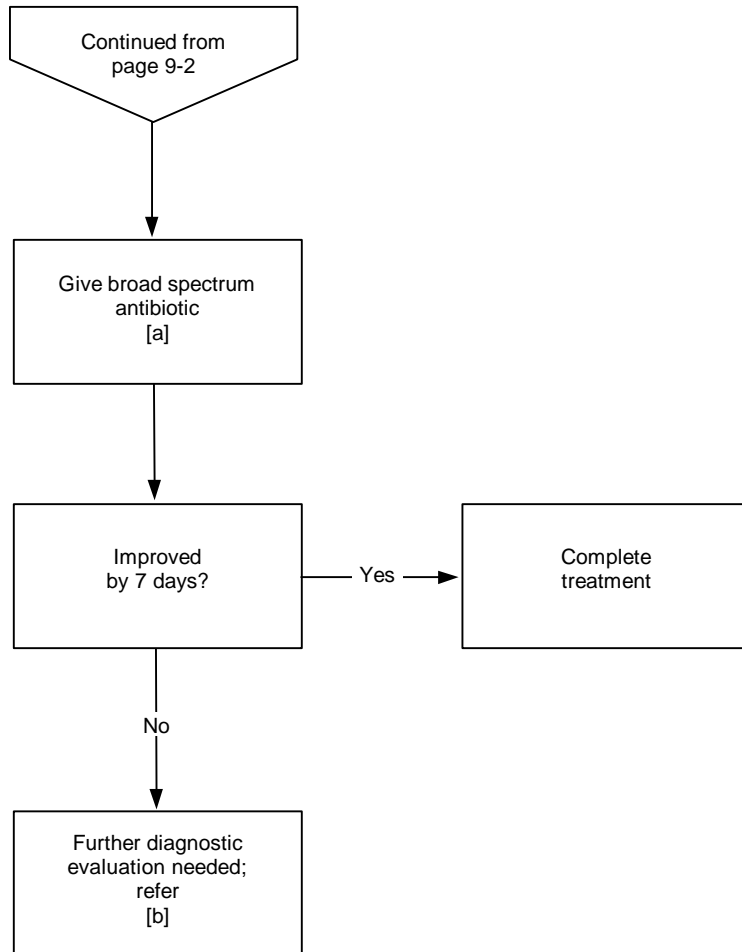 Continued from
page 9-2
Give broad spectrum
antibiotic
[a]
Improved
by 7 days?
Yes
Complete
treatment
No
Further diagnostic
evaluation needed;
refer
[b]